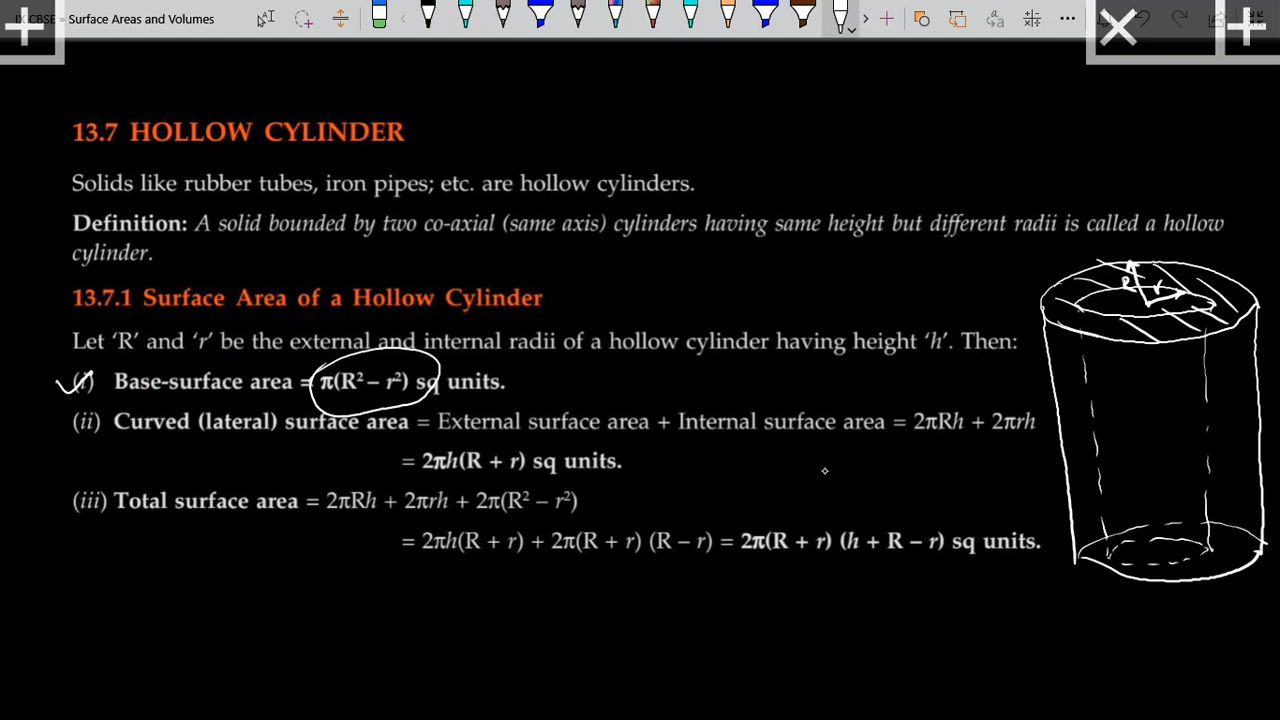 IX CBSE » Surface Areas and Volumes
13.7 HOLLOW CYLINDER
Solids like rubber tubes, iron pipes; etc. are hollow cylinders.
Definition: A solid bounded by two co-axial (same axis) cylinders having same height but different radii is called a hollow
cylinder.
13.7.1 Surface Area of a Hollow Cylinder
Let ‘R’ and ‘r’ be the external and internal radii of a hollow cylinder having height ‘h’. Then:
(i) Base-surface area = π(R² – r²) sq units.
(ii) Curved (lateral) surface area = External surface area + Internal surface area = 2πRh + 2πrh
= 2πh(R + r) sq units.
(iii) Total surface area = 2πRh + 2πrh + 2π(R² – r²)
= 2πh(R + r) + 2π(R + r) (R – r) = 2π(R + r) (h + R – r) sq units.
R r